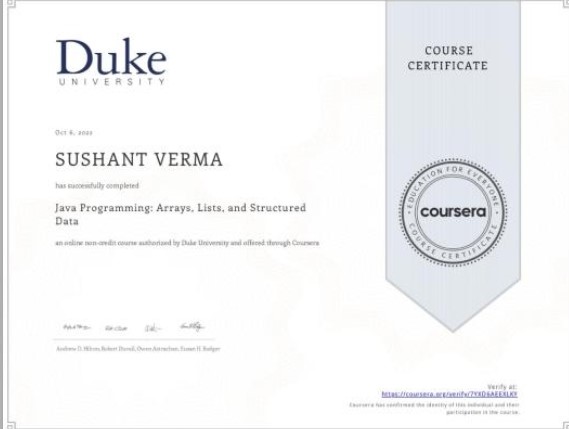 Duke
UNIVERSITY
COURSE
CERTIFICATE
Oct 6, 2022
SUSHANT VERMA
has successfully completed
Java Programming: Arrays, Lists, and Structured
Data
an online non-credit course authorized by Duke University and offered through Coursera
EDUCATION FOR EVERYONE
coursera
COURSE CERTIFICATE
Andrew D. Hilton, Robert Duvall, Owen Astrachan, Susan H. Rodger
Verify at:
https://coursera.org/verify/
Coursera has confirmed the identity of this individual and their
participation in the course.